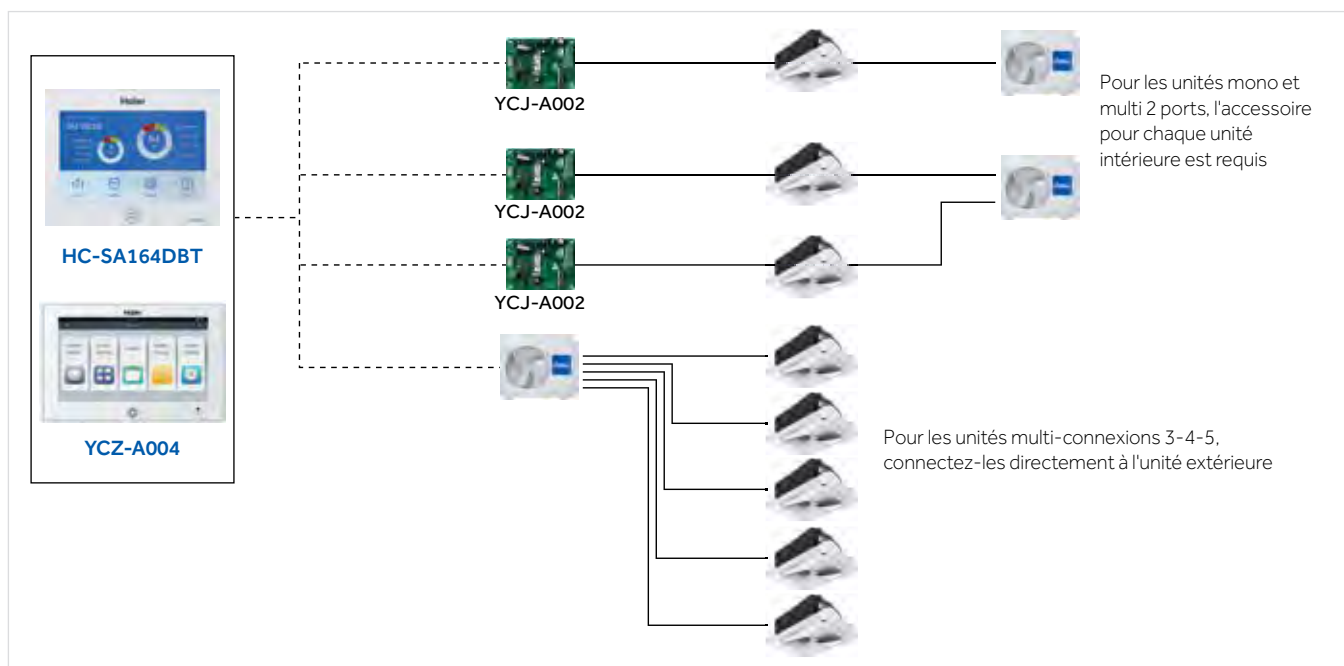 Haier
HC-SA164DBT
Haier
YCZ-A004
YCJ-A002
YCJ-A002
YCJ-A002
Pour les unités mono et
multi 2 ports, l'accessoire
pour chaque unité
intérieure est requis
Pour les unités multi-connexions 3-4-5,
connectez-les directement à l'unité extérieure